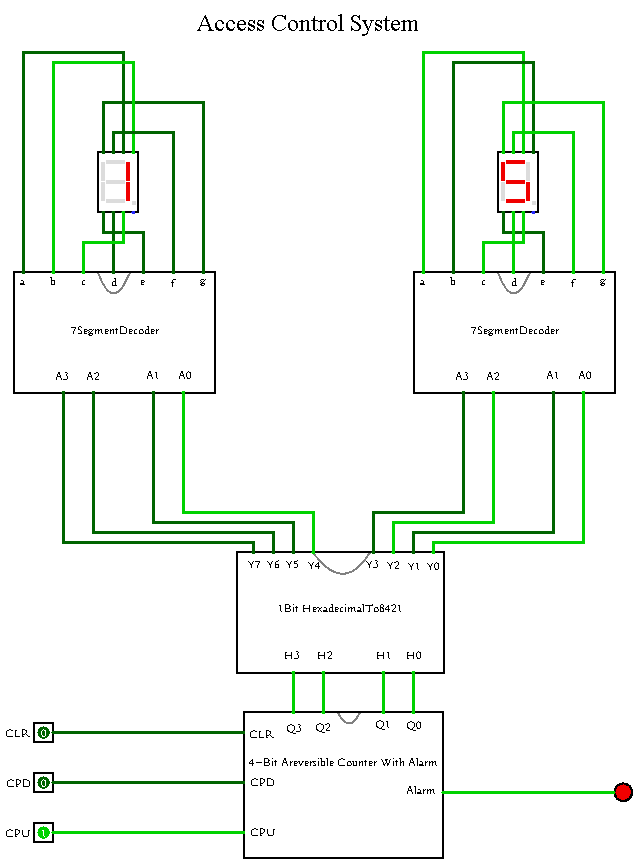 Access Control System
1 5
a b c d e f g a b c d e f g
7SegmentDecoder 7SegmentDecoder
A3 A2 A1 A0 A3 A2 A1 A0
Y7 Y6 Y5 Y4 Y3 Y2 Y1 Y0
1Bit HexadecimalTo8421
H3 H2 H1 H0
Q3 Q2 Q1 Q0
CLR 0 CLR
4-Bit Areversible Counter With Alarm
CPD 0 CPD
Alarm
CPU 1 CPU